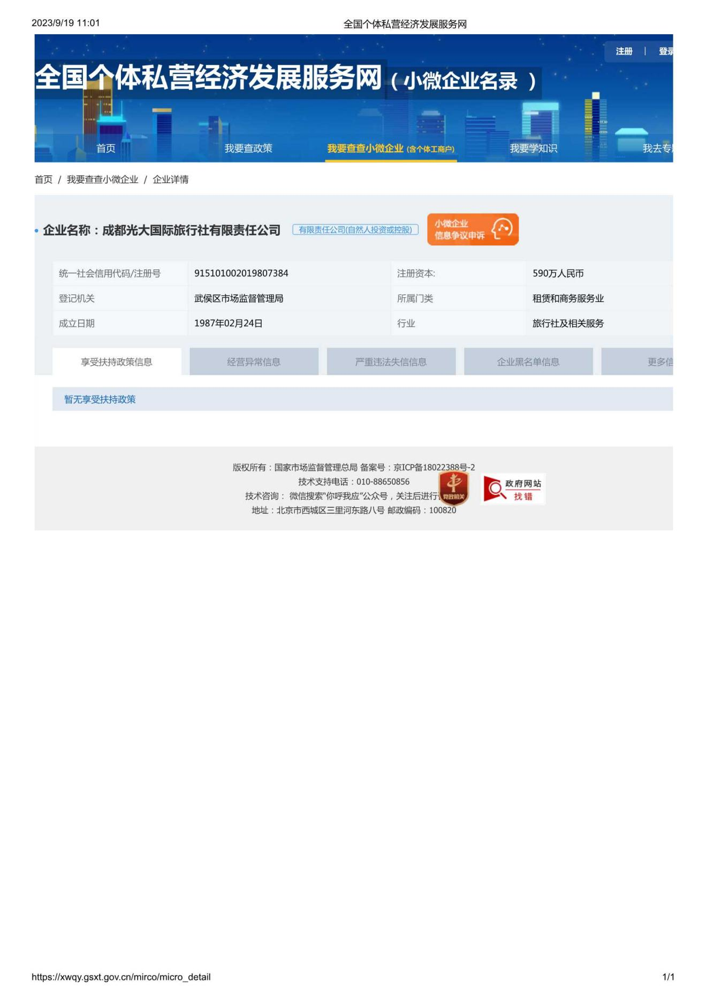 2023/9/19 11:01
全国个体私营经济发展服务网
注册 | 登录
全国个体私营经济发展服务网（小微企业名录 ）
首页 我要查政策 我要查查小微企业 (含个体工商户) 我要学知识 我去专
首页 / 我要查查小微企业 / 企业详情
• 企业名称：成都光大国际旅行社有限责任公司 有限责任公司(自然人投资或控股)
小微企业
信息争议申诉
统一社会信用代码/注册号 915101002019807384 注册资本: 590万人民币
登记机关 武侯区市场监督管理局 所属门类 租赁和商务服务业
成立日期 1987年02月24日 行业 旅行社及相关服务
享受扶持政策信息 经营异常信息 严重违法失信信息 企业黑名单信息 更多信
暂无享受扶持政策
版权所有：国家市场监督管理总局 备案号：京ICP备18022388号-2
技术支持电话：010-88650856
技术咨询： 微信搜索“你呼我应”公众号，关注后进行
地址：北京市西城区三里河东路八号 邮政编码：100820
党政机关
政府网站
找错
https://xwqy.gsxt.gov.cn/mirco/micro_detail
1/1